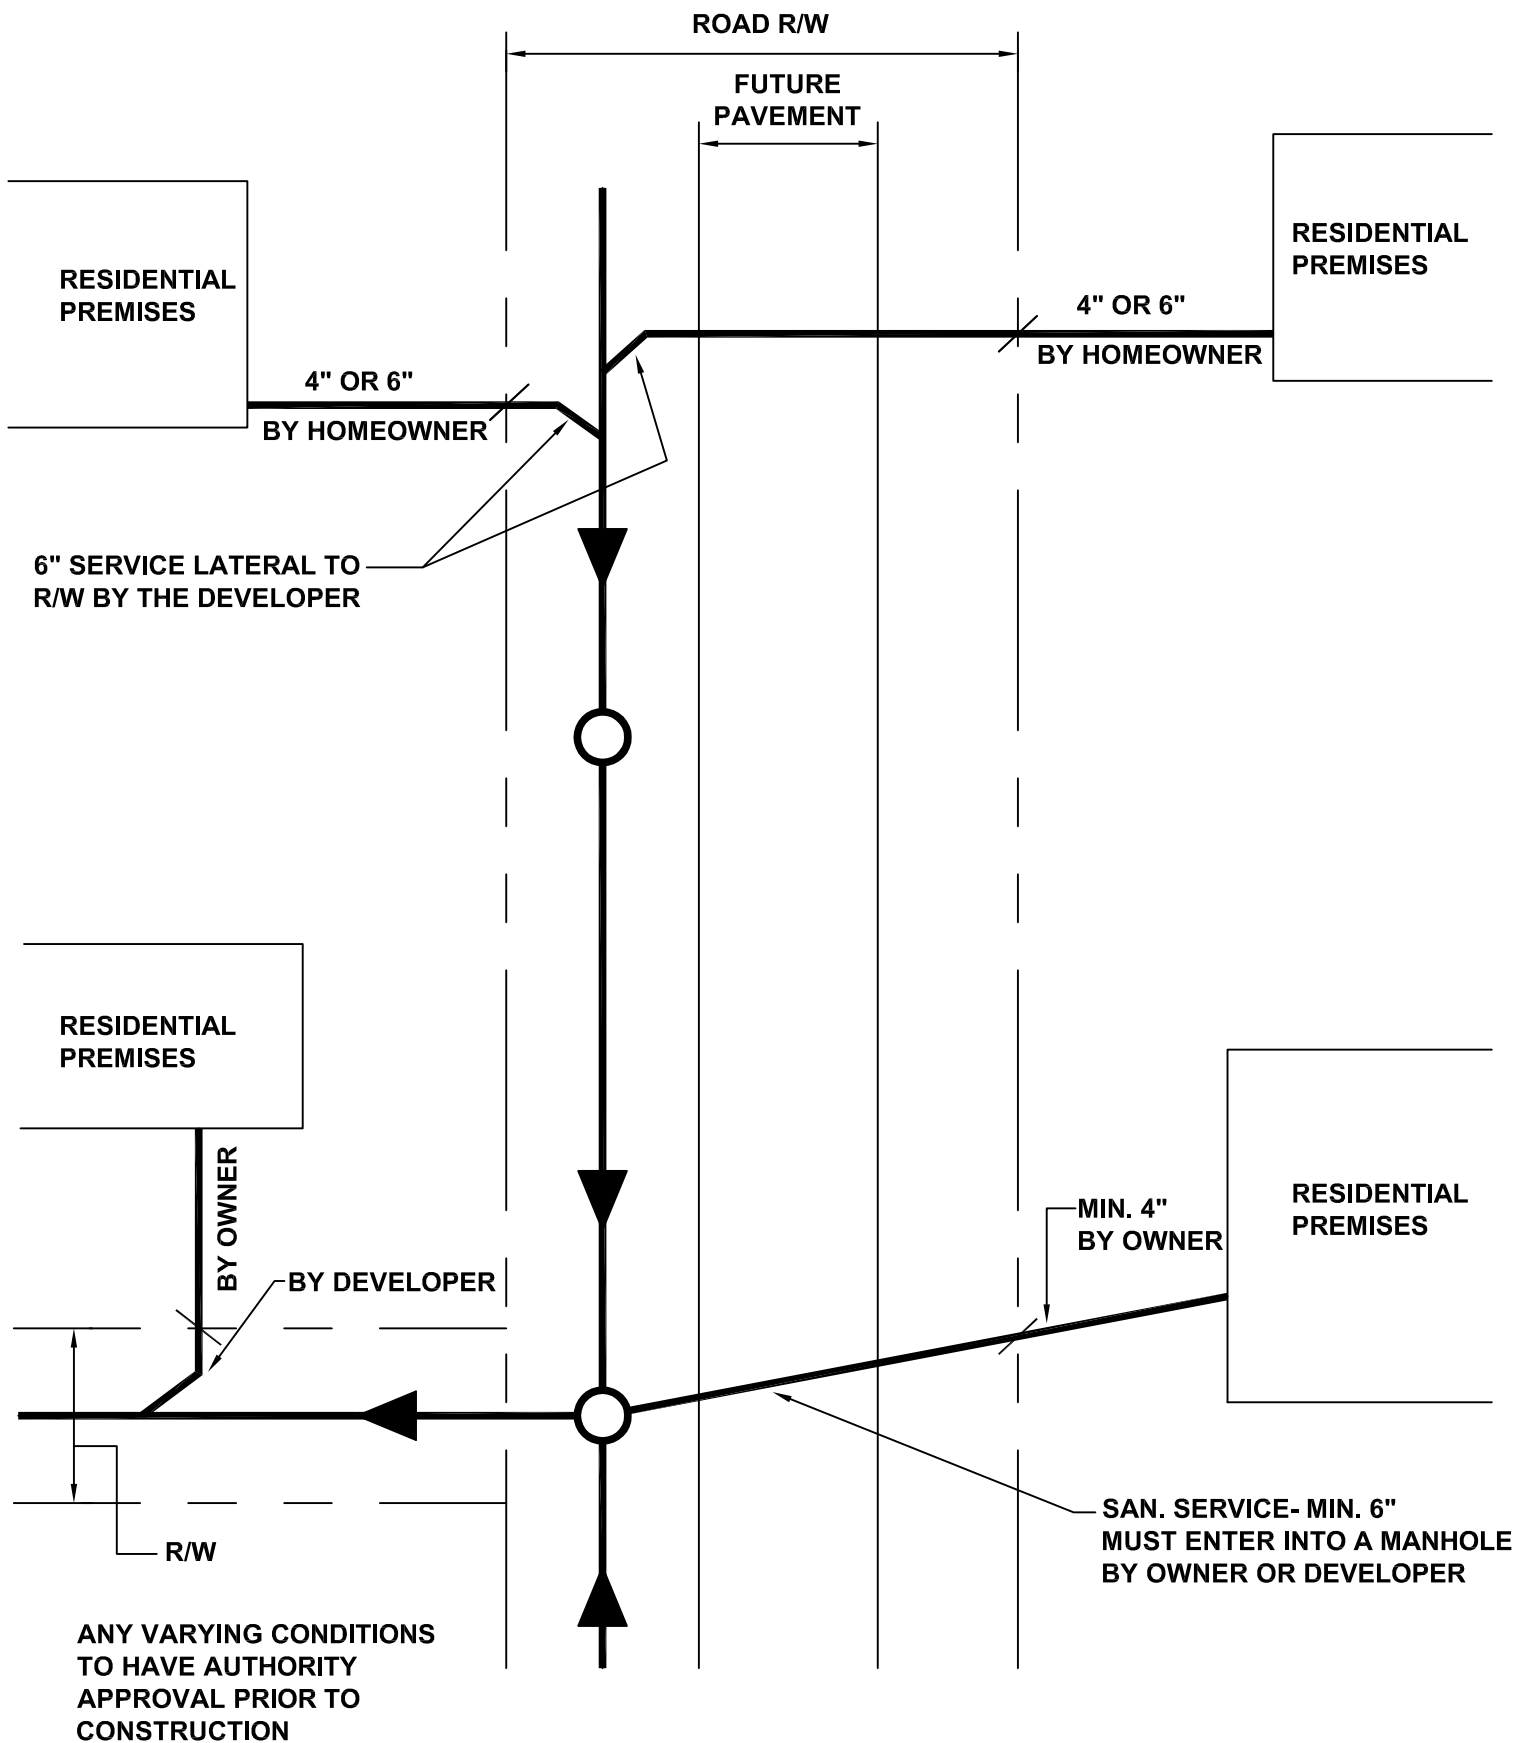 ROAD R/W
FUTURE
PAVEMENT
RESIDENTIAL
PREMISES
RESIDENTIAL
PREMISES
4" OR 6"
BY HOMEOWNER
4" OR 6"
BY HOMEOWNER
6" SERVICE LATERAL TO
R/W BY THE DEVELOPER
RESIDENTIAL
PREMISES
BY OWNER
BY DEVELOPER
MIN. 4"
BY OWNER
RESIDENTIAL
PREMISES
R/W
SAN. SERVICE- MIN. 6"
MUST ENTER INTO A MANHOLE
BY OWNER OR DEVELOPER
ANY VARYING CONDITIONS
TO HAVE AUTHORITY
APPROVAL PRIOR TO
CONSTRUCTION